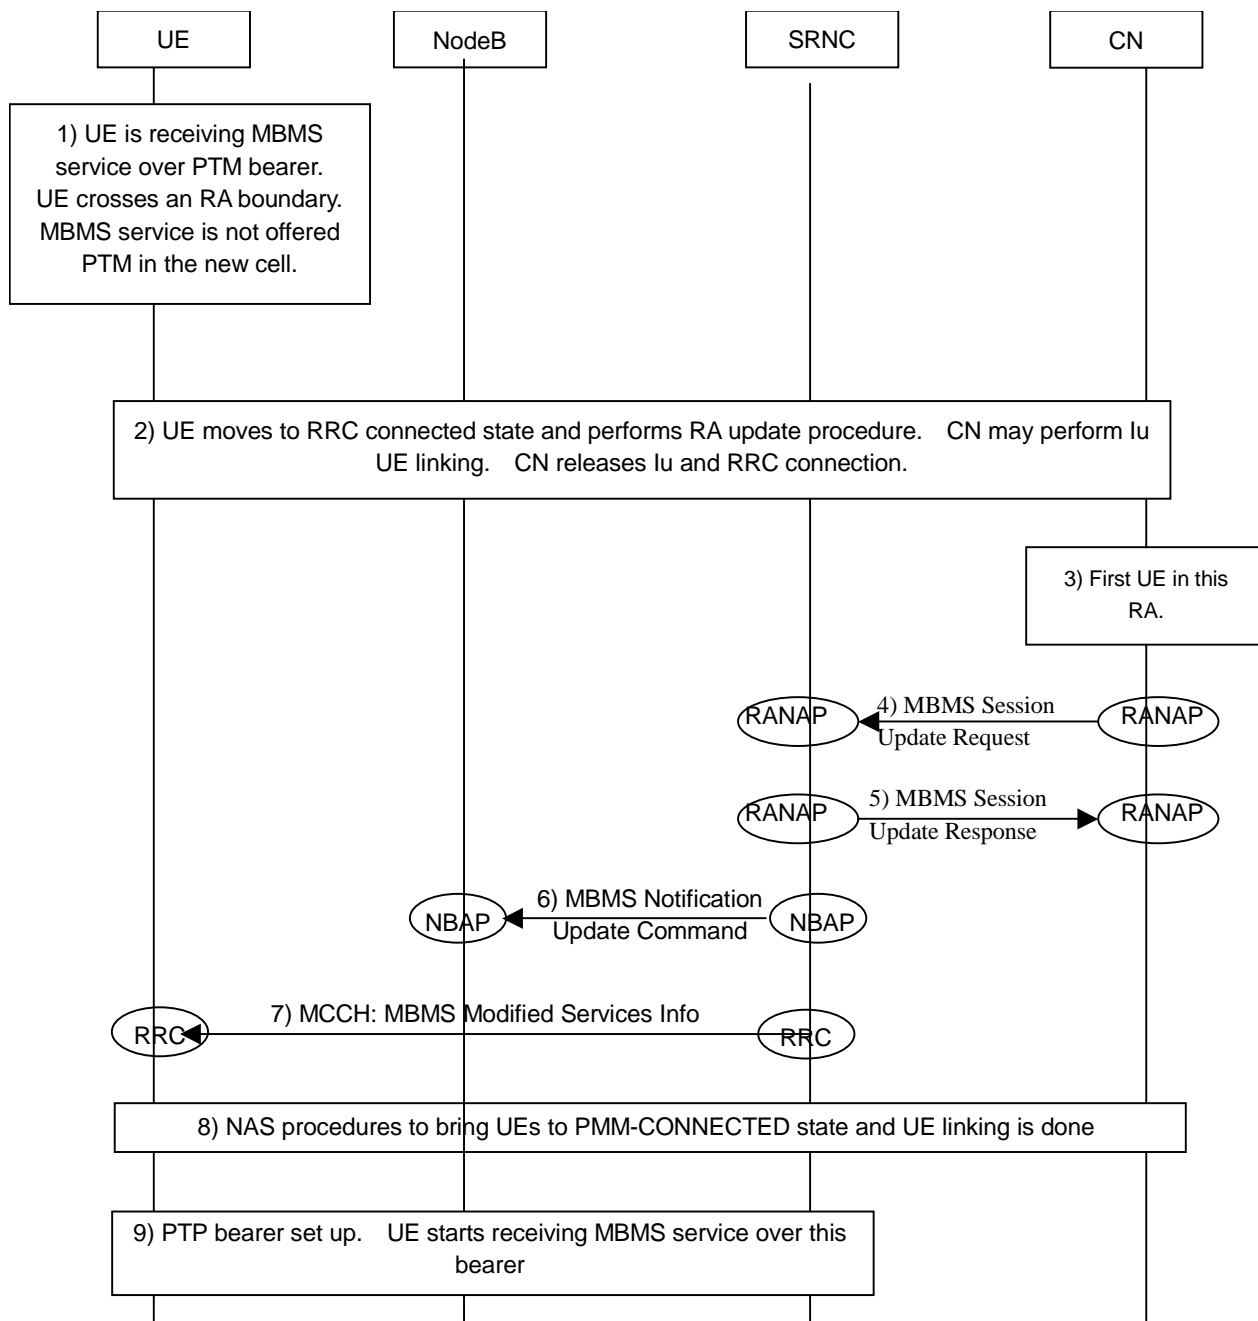 UE
NodeB
SRNC
CN
1) UE is receiving MBMS
service over PTM bearer.
UE crosses an RA boundary.
MBMS service is not offered
PTM in the new cell.
2) UE moves to RRC connected state and performs RA update procedure. CN may perform Iu
UE linking. CN releases Iu and RRC connection.
3) First UE in this
RA.
RANAP
4) MBMS Session
Update Request
RANAP
RANAP
5) MBMS Session
Update Response
RANAP
NBAP
6) MBMS Notification
Update Command
NBAP
RRC
7) MCCH: MBMS Modified Services Info
RRC
8) NAS procedures to bring UEs to PMM-CONNECTED state and UE linking is done
9) PTP bearer set up. UE starts receiving MBMS service over this
bearer